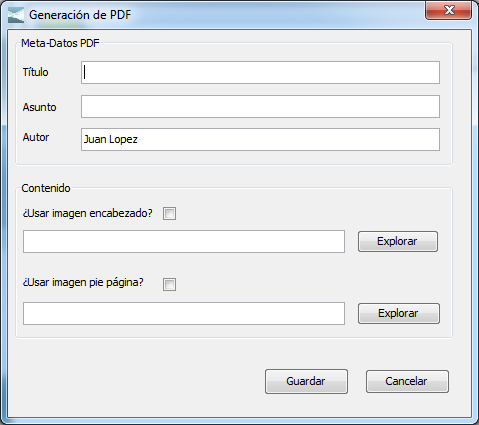 Generación de PDF
Meta-Datos PDF
Título
Asunto
Autor
Juan Lopez
Contenido
¿Usar imagen encabezado?
Explorar
¿Usar imagen pie página?
Explorar
Guardar
Cancelar